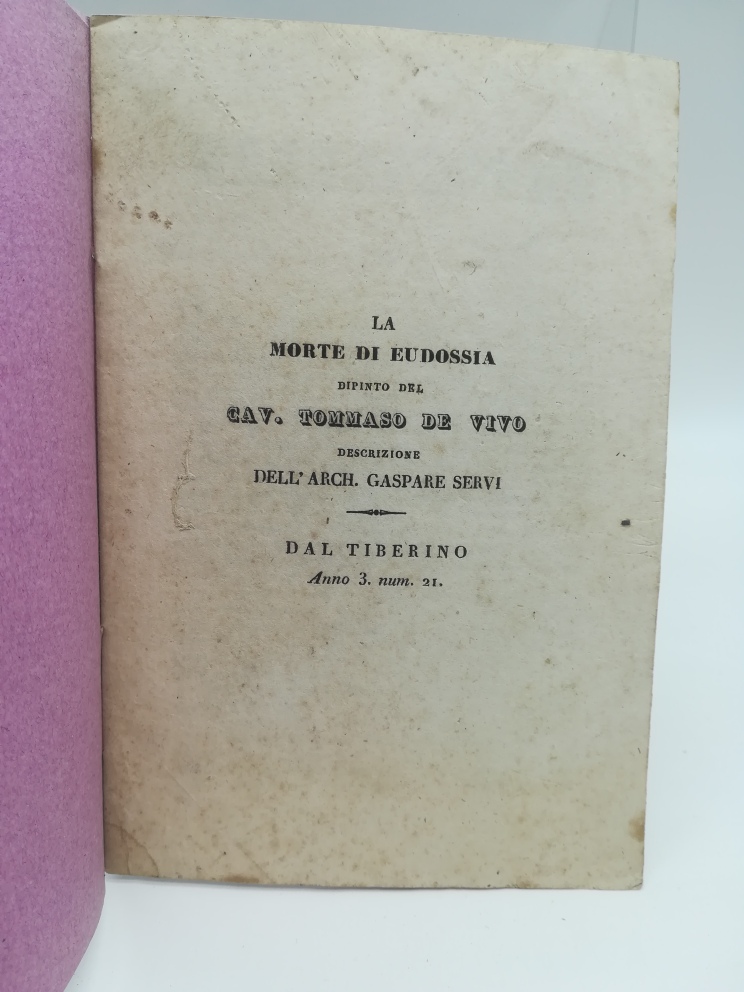 LA
MORTE DI EUDOSSIA
DIPINTO DEL
CAV. TOMMASO DE VIVO
DESCRIZIONE
DELL' ARCH. GASPARE SERVI
DAL TIBERINO
Anno 3. num. 21.